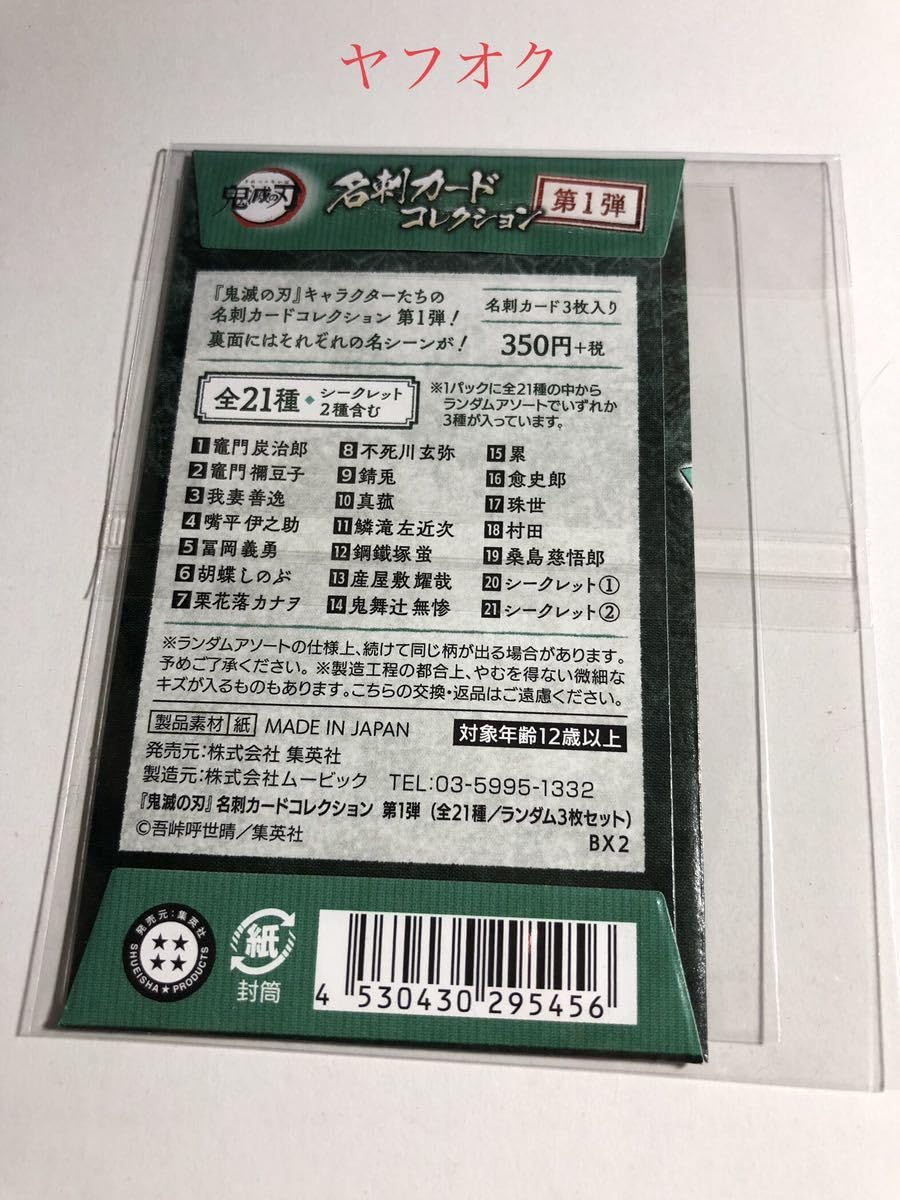 ヤフオク
鬼滅の刃
名刺カード
コレクション
第1弾
『鬼滅の刃』キャラクターたちの
名刺カードコレクション 第1弾!
裏面にはそれぞれの名シーンが!
名刺カード3枚入り
350円+税
全21種◆シークレット2種含む
※1パックに全21種の中から
ランダムアソートでいずれか
3種が入っています。
1 竈門 炭治郎
2 竈門 禰豆子
3 我妻 善逸
4 嘴平 伊之助
5 冨岡 義勇
6 胡蝶 しのぶ
7 栗花落 カナヲ
8 不死川 玄弥
9 錆兎
10 真菰
11 鱗滝 左近次
12 鋼鐵塚 蛍
13 産屋敷 耀哉
14 鬼舞辻 無惨
15 累
16 愈史郎
17 珠世
18 村田
19 桑島 慈悟郎
20 シークレット①
21 シークレット②
※ランダムアソートの仕様上、続けて同じ柄が出る場合があります。
予めご了承ください。※製造工程の都合上、やむを得ない微細な
キズが入るものもあります。こちらの交換・返品はご遠慮ください。
製品素材 紙 MADE IN JAPAN
対象年齢12歳以上
発売元:株式会社 集英社
製造元:株式会社ムービック TEL:03-5995-1332
『鬼滅の刃』名刺カードコレクション 第1弾 (全21種/ランダム3枚セット)
©吾峠呼世晴/集英社
BX2
発売元:集英社
SHUEISHA★PRODUCTS
紙
封筒
4 530430 295456